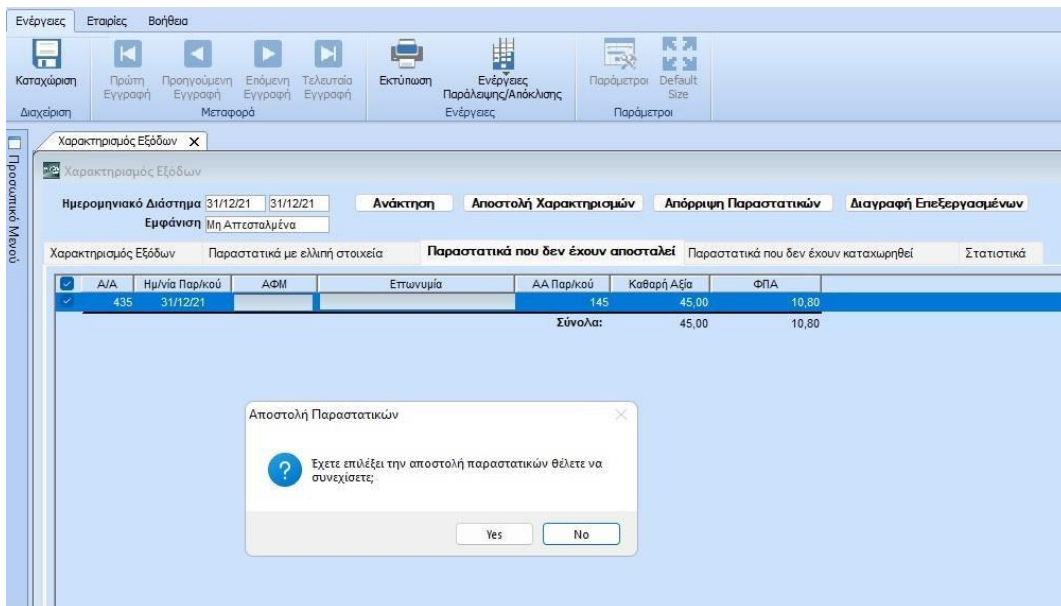 Ενέργειες Εταιρίες Βοήθεια
Καταχώριση Πρώτη Εγγραφή Προηγούμενη Εγγραφή Επόμενη Εγγραφή Τελευταία Εγγραφή Εκτύπωση Ενέργειες Παράλειψης/Απόκλισης Παράμετροι Default Size
Διαχείριση Μεταφορά Ενέργειες Παράμετροι
Προσωπικό Μενού
Χαρακτηρισμός Εξόδων X
Χαρακτηρισμός Εξόδων
Ημερομηνιακό Διάστημα 31/12/21 31/12/21 Ανάκτηση Αποστολή Χαρακτηρισμών Απόρριψη Παραστατικών Διαγραφή Επεξεργασμένων
Εμφάνιση Μη Απεσταλμένα
Χαρακτηρισμός Εξόδων Παραστατικά με ελλιπή στοιχεία Παραστατικά που δεν έχουν αποσταλεί Παραστατικά που δεν έχουν καταχωρηθεί Στατιστικά
Α/Α Ημ/νία Παρ/κού ΑΦΜ Επωνυμία ΑΑ Παρ/κού Καθαρή Αξία ΦΠΑ
435 31/12/21 145 45,00 10,80
Σύνολα: 45,00 10,80
Αποστολή Παραστατικών
Έχετε επιλέξει την αποστολή παραστατικών θέλετε να
συνεχίσετε;
Yes No